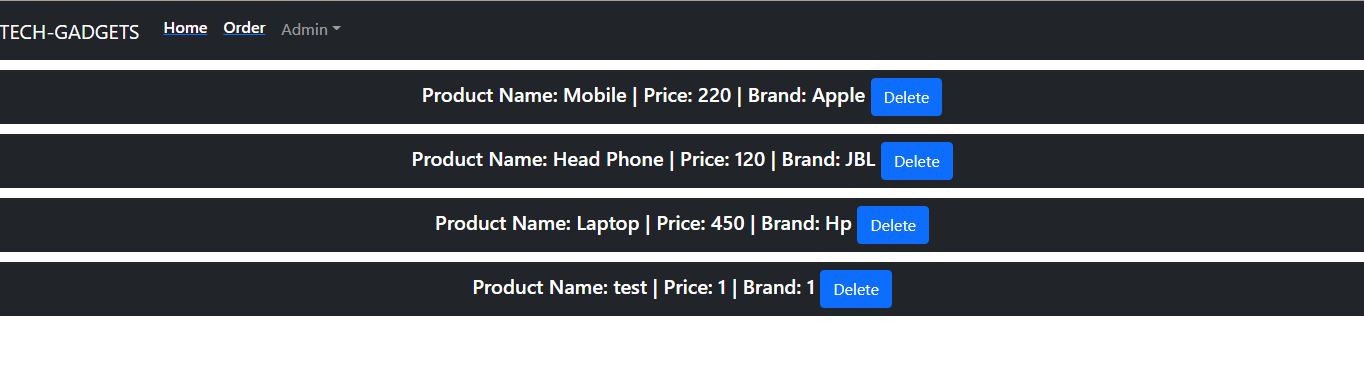 TECH-GADGETS Home Order Admin
Product Name: Mobile | Price: 220 | Brand: Apple Delete
Product Name: Head Phone | Price: 120 | Brand: JBL Delete
Product Name: Laptop | Price: 450 | Brand: Hp Delete
Product Name: test | Price: 1 | Brand: 1 Delete